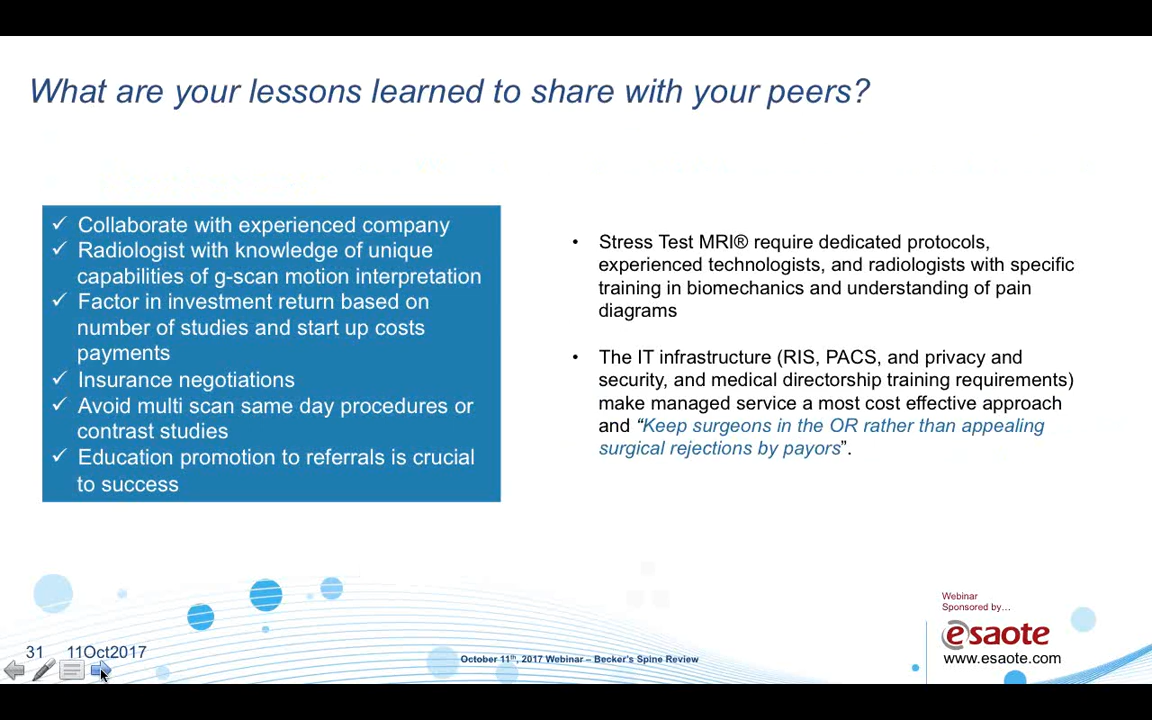 What are your lessons learned to share with your peers?
✓ Collaborate with experienced company
✓ Radiologist with knowledge of unique
capabilities of g-scan motion interpretation
✓ Factor in investment return based on
number of studies and start up costs
payments
✓ Insurance negotiations
✓ Avoid multi scan same day procedures or
contrast studies
✓ Education promotion to referrals is crucial
to success
• Stress Test MRI® require dedicated protocols,
experienced technologists, and radiologists with specific
training in biomechanics and understanding of pain
diagrams
• The IT infrastructure (RIS, PACS, and privacy and
security, and medical directorship training requirements)
make managed service a most cost effective approach
and “Keep surgeons in the OR rather than appealing
surgical rejections by payors”.
31 11Oct2017
October 11th, 2017 Webinar – Becker's Spine Review
Webinar
Sponsored by…
esaote
www.esaote.com